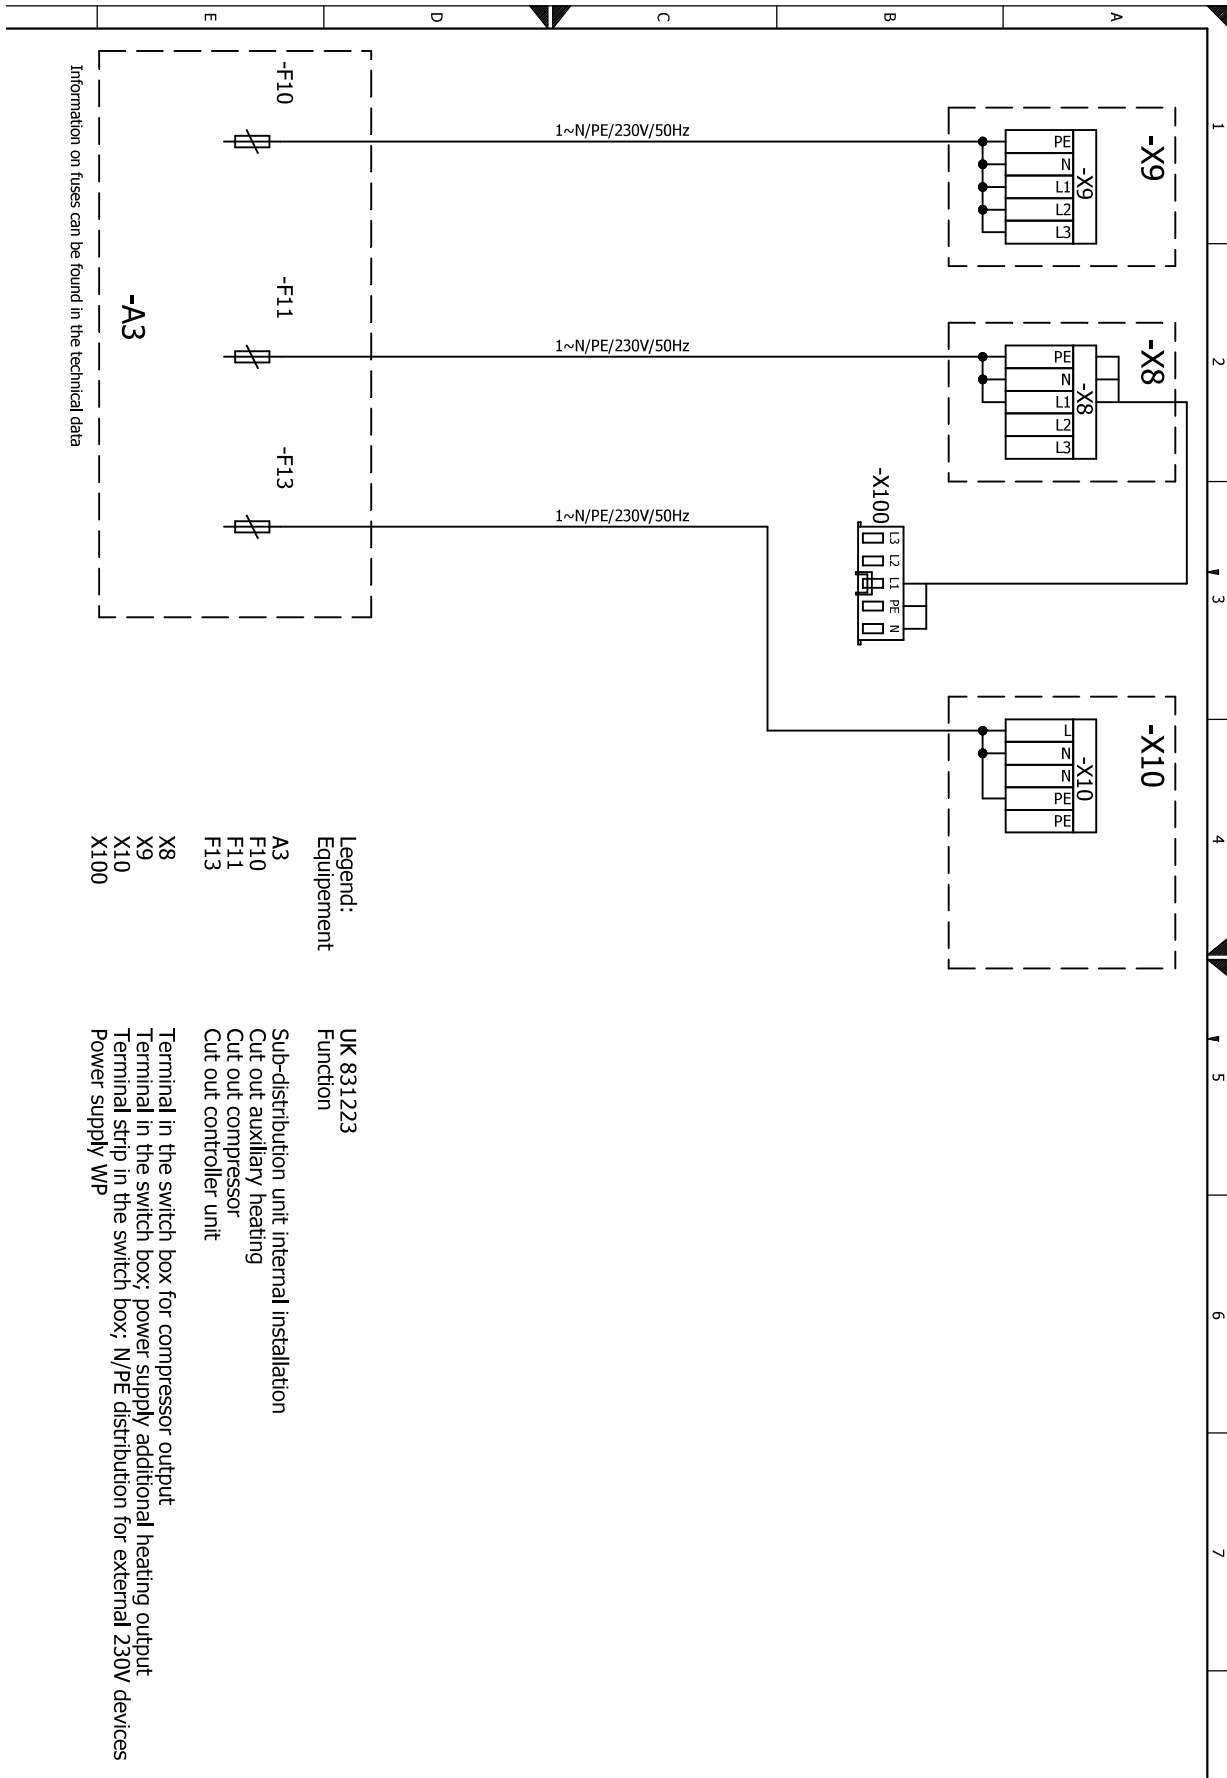 A
B
C
D
E
1
2
3
4
5
6
7
-X9
-X9
PE
N
L1
L2
L3
1~N/PE/230V/50Hz
-F10
-X8
-X8
PE
N
L1
L2
L3
1~N/PE/230V/50Hz
-F11
-X100
L3
L2
L1
PE
N
1~N/PE/230V/50Hz
-F13
-X10
-X10
L
N
N
PE
PE
-A3
Information on fuses can be found in the technical data
Legend: UK 831223
Equipement Function
A3 Sub-distribution unit internal installation
F10 Cut out auxiliary heating
F11 Cut out compressor
F13 Cut out controller unit
X8 Terminal in the switch box for compressor output
X9 Terminal in the switch box; power supply additional heating output
X10 Terminal strip in the switch box; N/PE distribution for external 230V devices
X100 Power supply WP